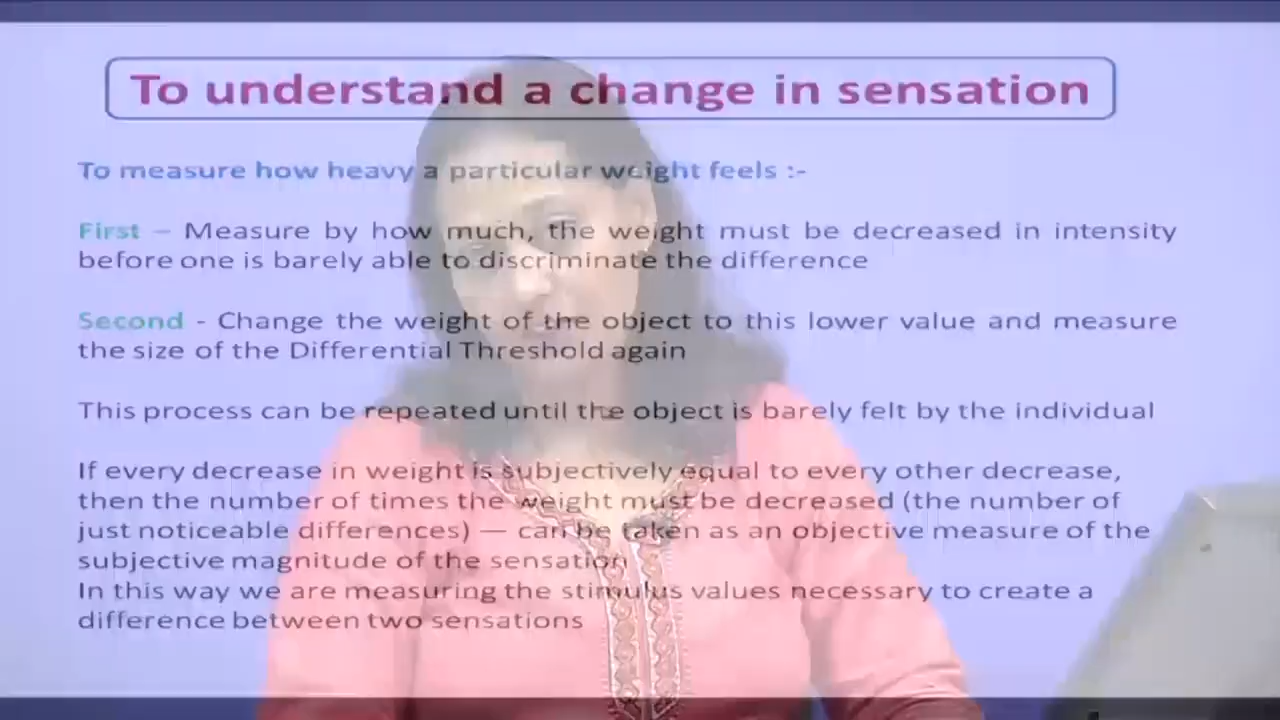 To understand a change in sensation
To measure how heavy a particular weight feels :-
First – Measure by how much, the weight must be decreased in intensity
before one is barely able to discriminate the difference
Second - Change the weight of the object to this lower value and measure
the size of the Differential Threshold again
This process can be repeated until the object is barely felt by the individual
If every decrease in weight is subjectively equal to every other decrease,
then the number of times the weight must be decreased (the number of
just noticeable differences) — can be taken as an objective measure of the
subjective magnitude of the sensation
In this way we are measuring the stimulus values necessary to create a
difference between two sensations